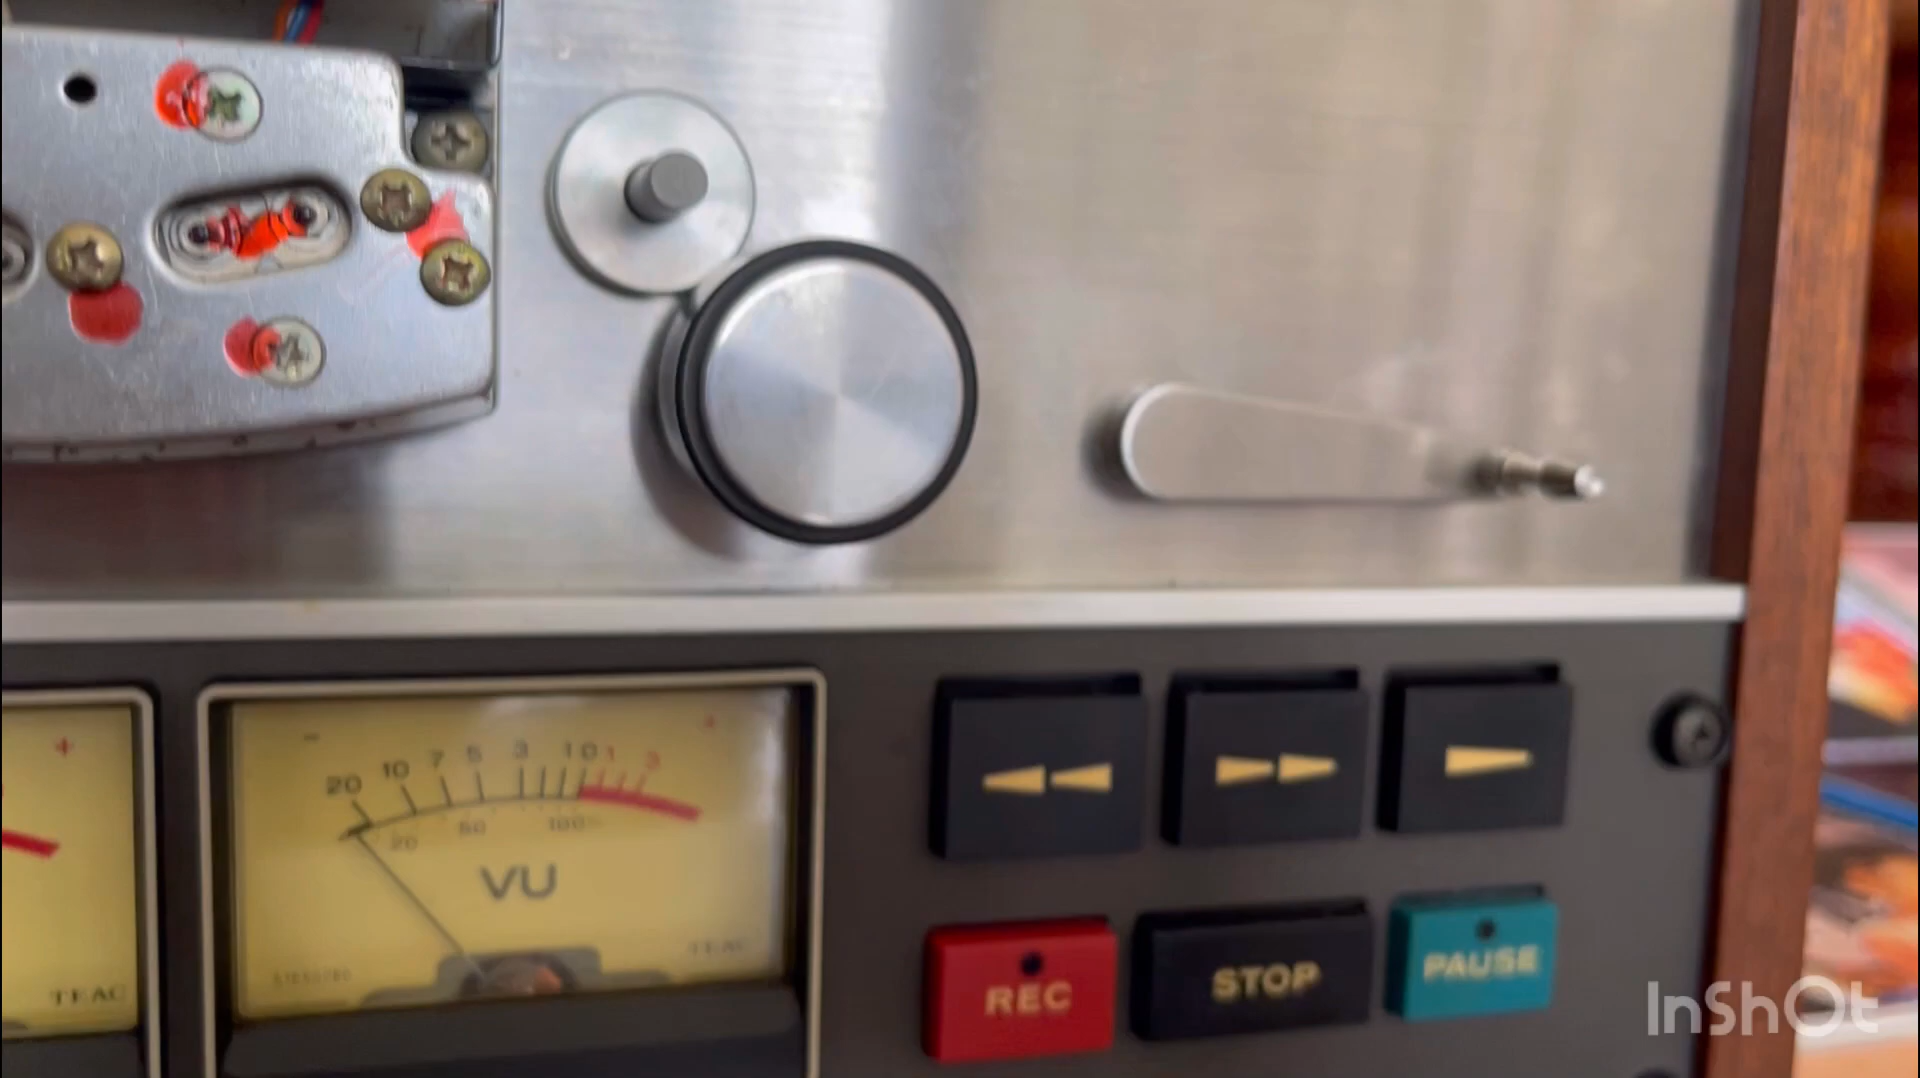 - +
20 10 7 5 3 1 0 1 3
20 50 100%
VU
TEAC
+
TEAC
REC
STOP
PAUSE
InShOt